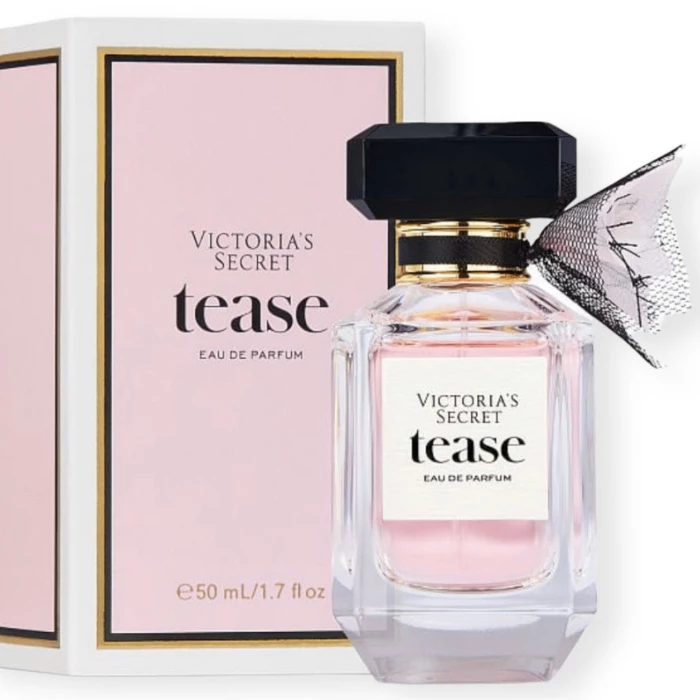 VICTORIA'S
SECRET
tease
EAU DE PARFUM
℮50 mL/1.7 fl oz
VICTORIA'S
SECRET
tease
EAU DE PARFUM